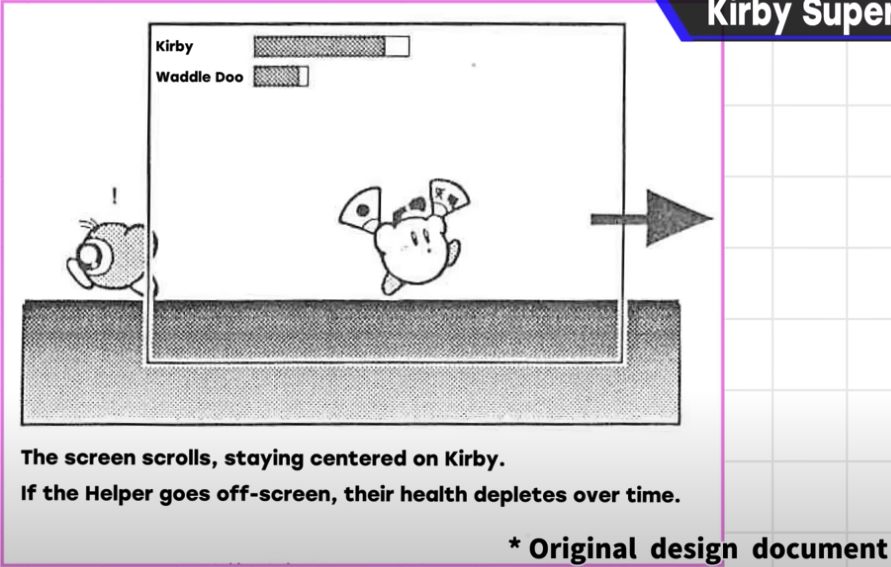 Kirby Super
Kirby
Waddle Doo
!
The screen scrolls, staying centered on Kirby.
If the Helper goes off-screen, their health depletes over time.
* Original design document